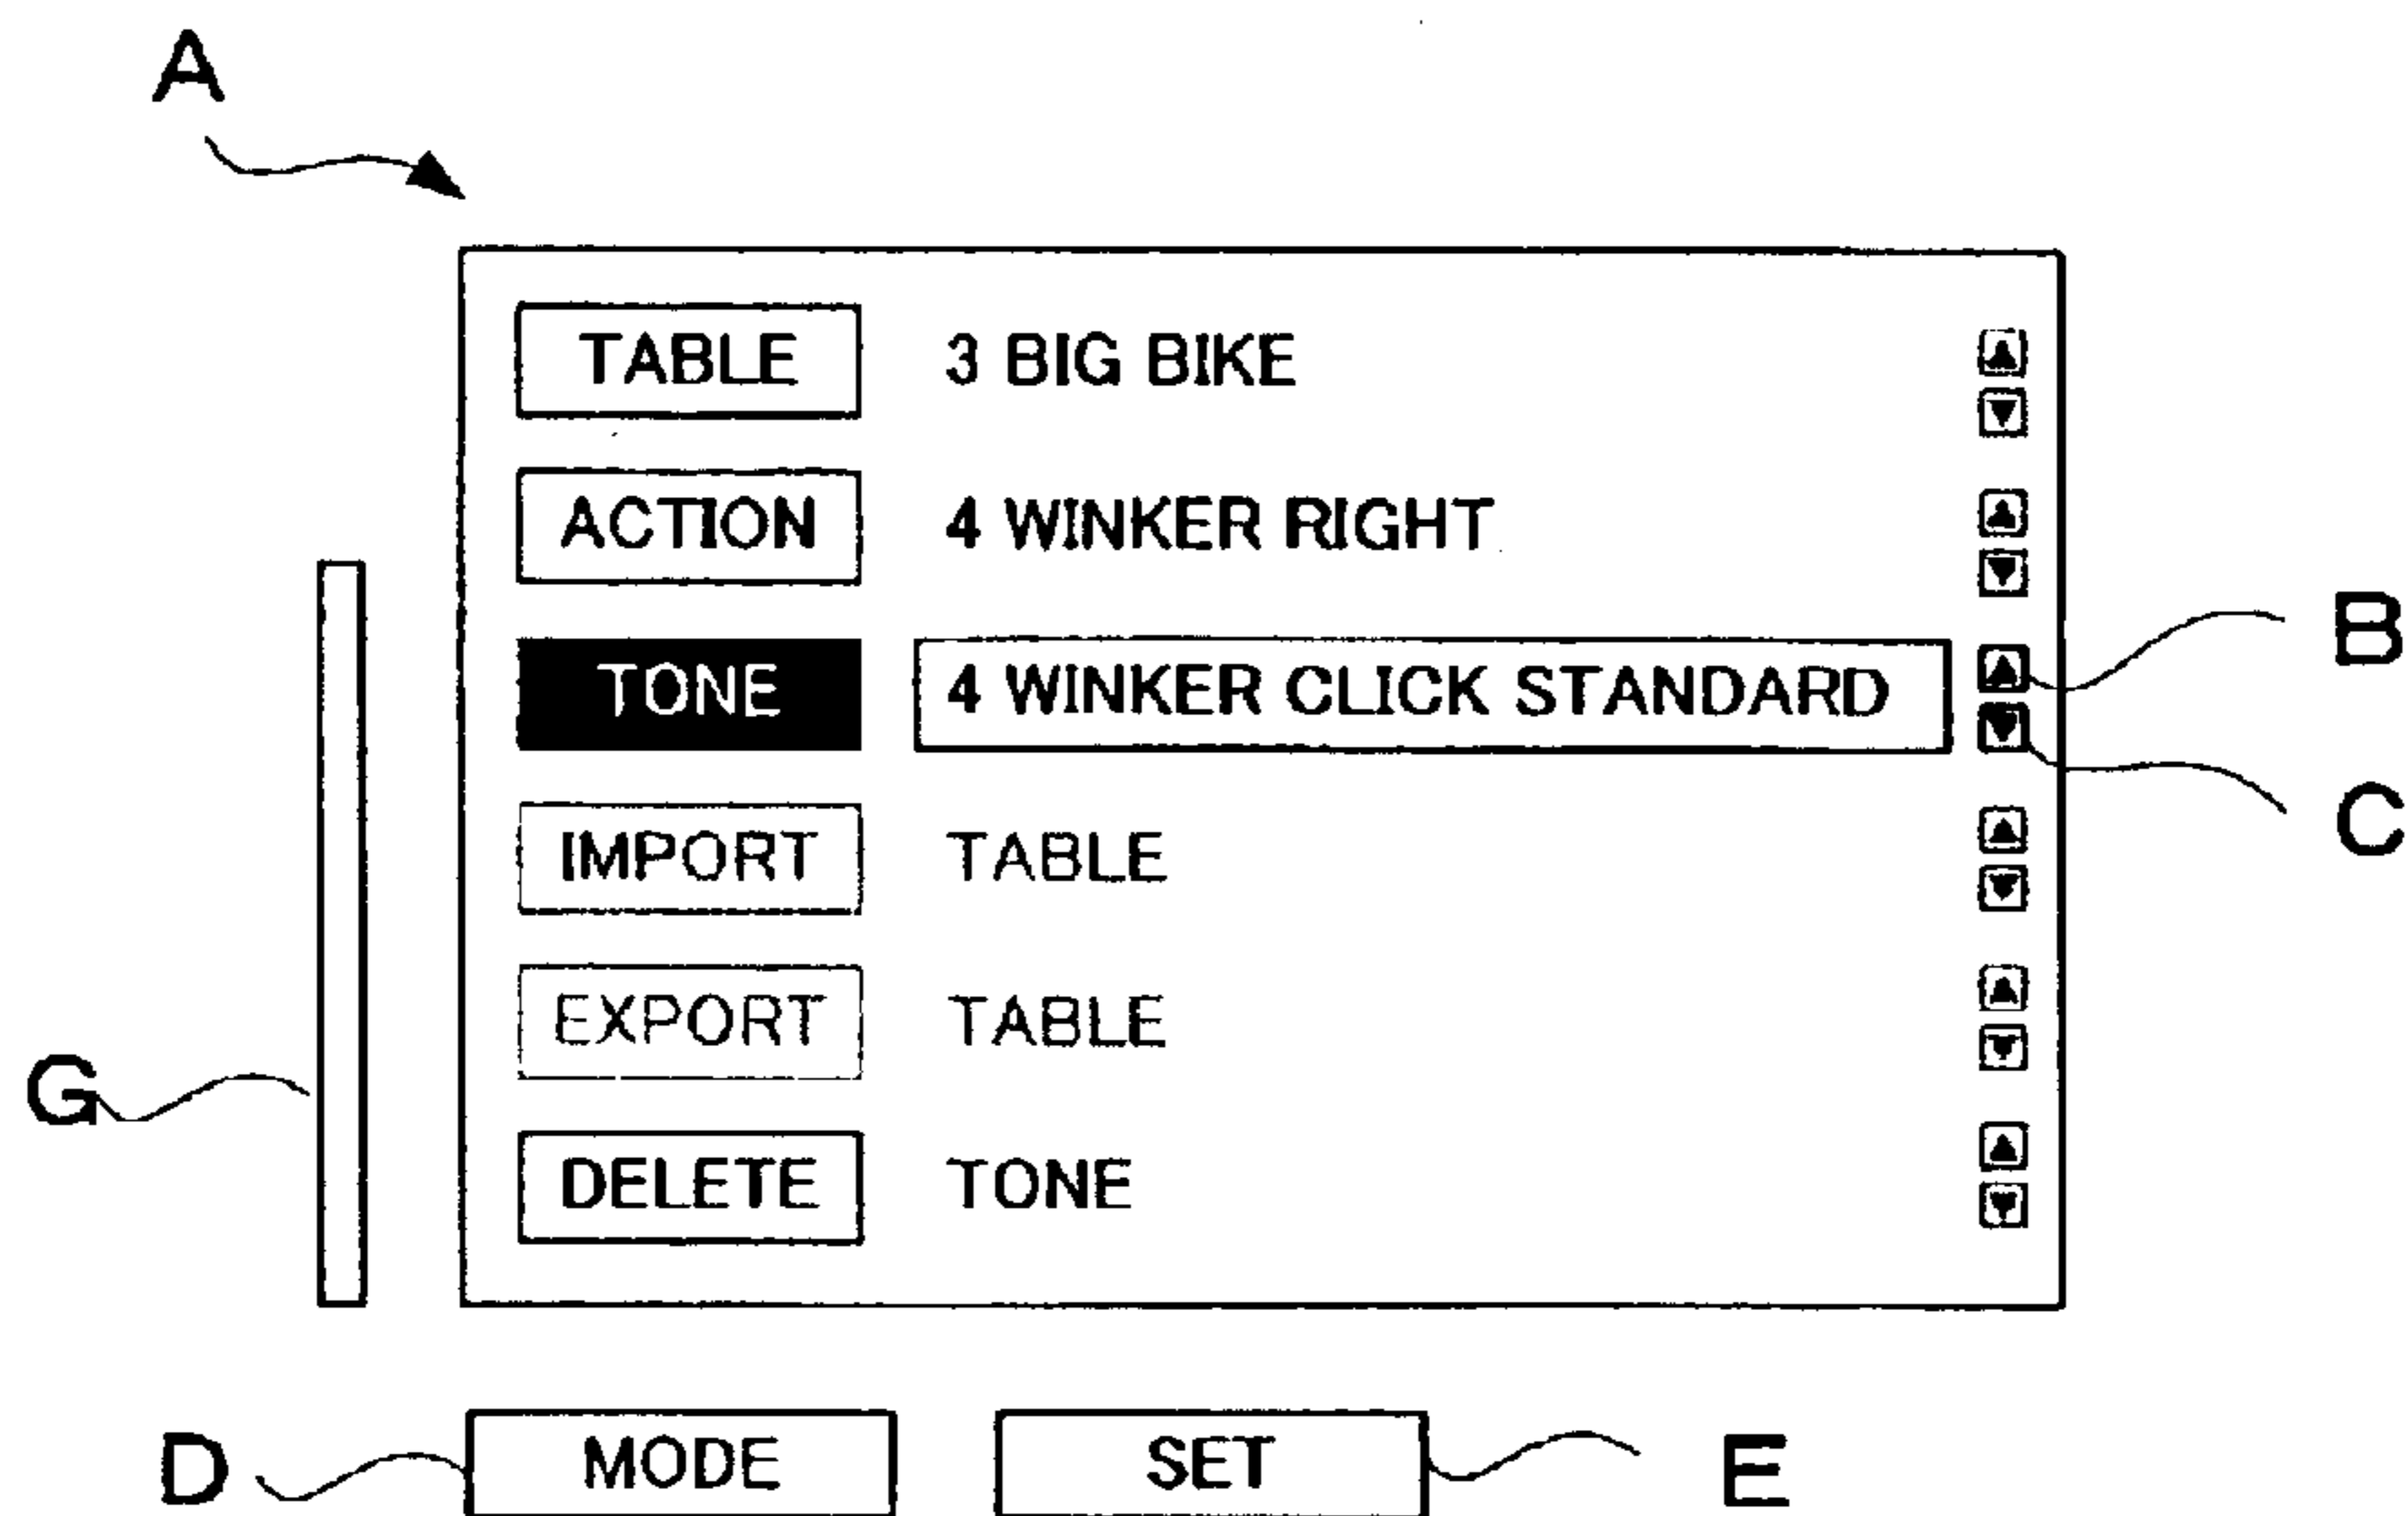 A
TABLE 3 BIG BIKE
ACTION 4 WINKER RIGHT
B
TONE 4 WINKER CLICK STANDARD
C
IMPORT TABLE
EXPORT TABLE
G
DELETE TONE
D MODE SET E